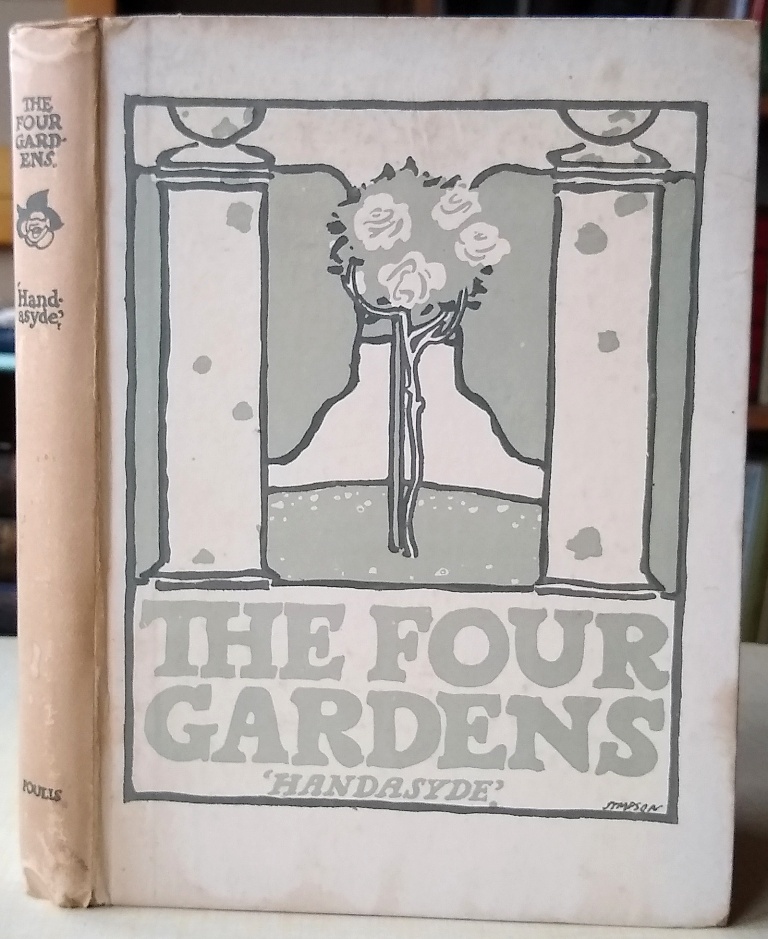 THE
FOUR
GARD-
ENS.
'Hand-
asyde'.
FOULIS
THE FOUR
GARDENS
'HANDASYDE'.
SIMPSON